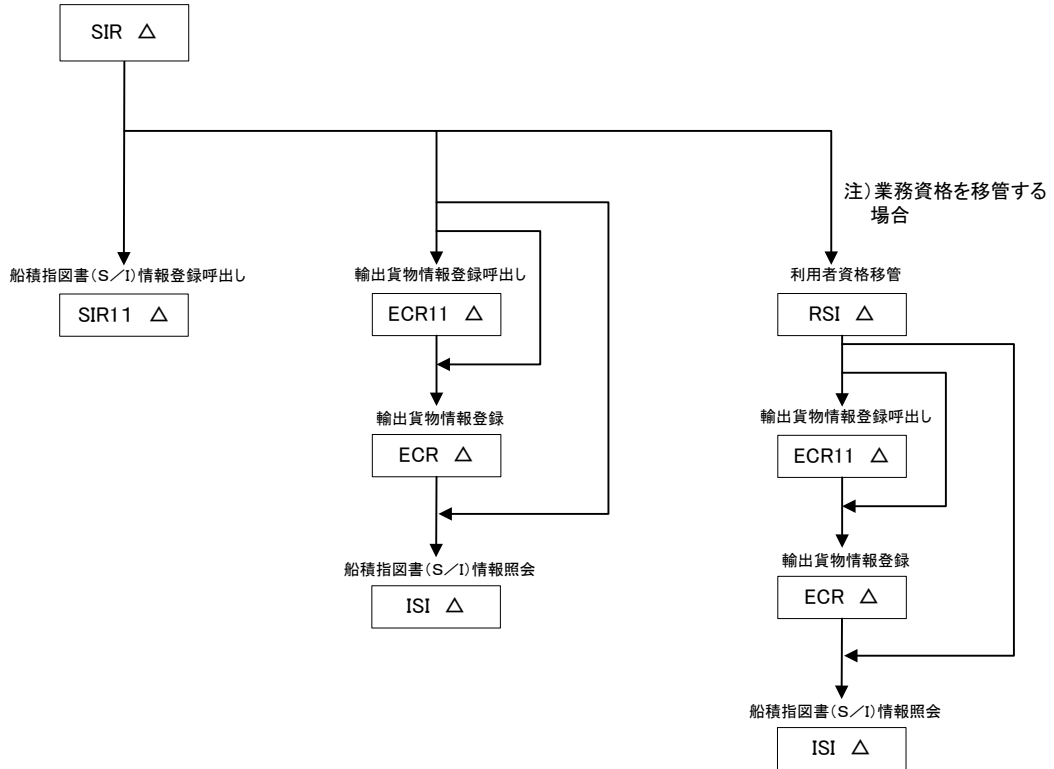 SIR △
注)業務資格を移管する
場合
船積指図書(S/I)情報登録呼出し
SIR11 △
輸出貨物情報登録呼出し
ECR11 △
輸出貨物情報登録
ECR △
船積指図書(S/I)情報照会
ISI △
利用者資格移管
RSI △
輸出貨物情報登録呼出し
ECR11 △
輸出貨物情報登録
ECR △
船積指図書(S/I)情報照会
ISI △